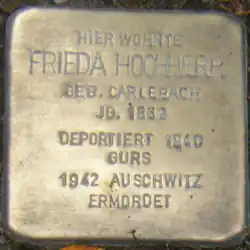 HIER WOHNTE
FRIEDA HOCHHERR
GEB. CARLEBACH
JG. 1882
DEPORTIERT 1940
GURS
1942 AUSCHWITZ
ERMORDET